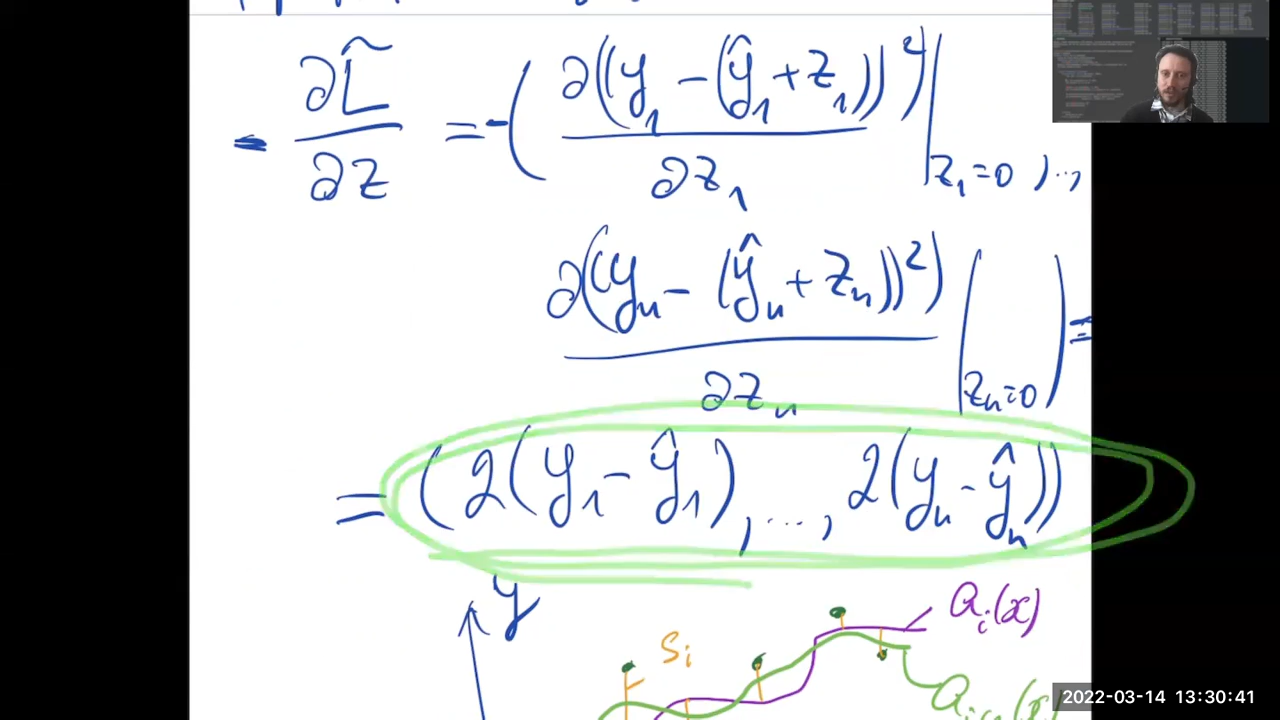 - ∂L̃/∂z = -( ∂((y₁ - (ŷ₁ + z₁))²)/∂z₁ |z₁=0 , ...,
∂((yₙ - (ŷₙ + zₙ))²)/∂zₙ |zₙ=0 ) =
= (2(y₁ - ŷ₁), ..., 2(yₙ - ŷₙ))
y
aᵢ(x)
Sᵢ
2022-03-14 13:30:41